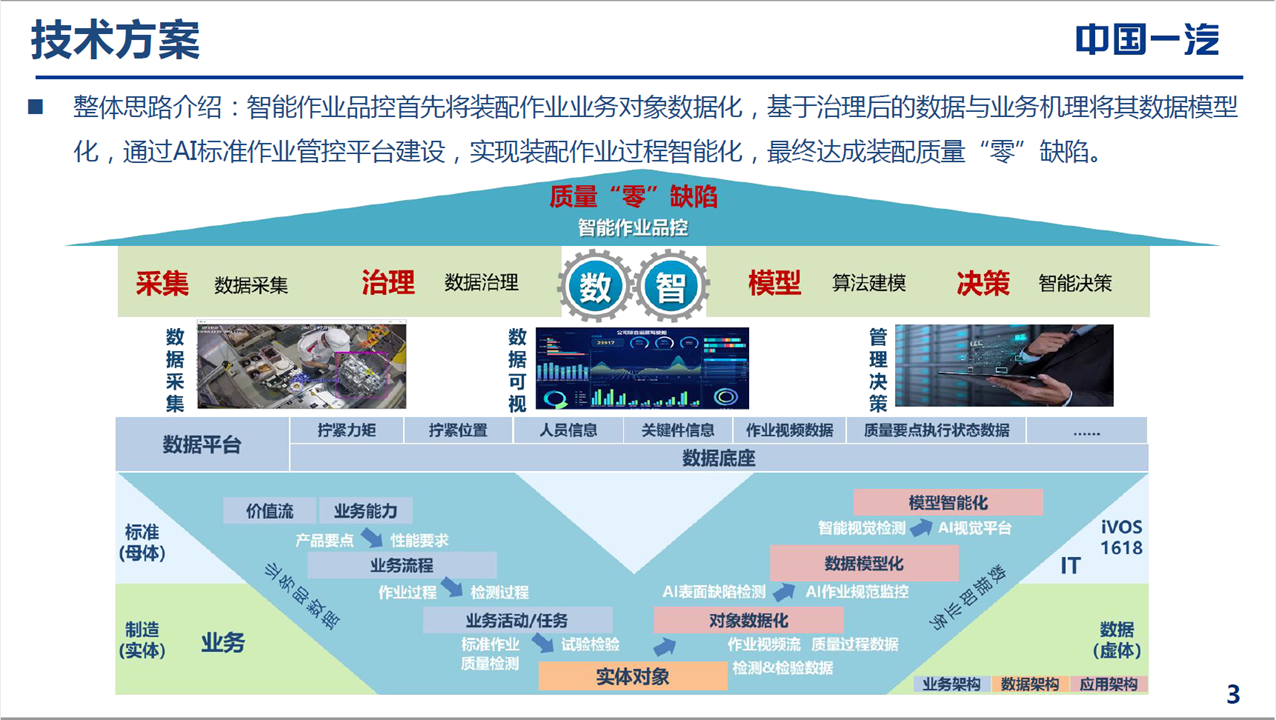 技术方案
中国一汽
整体思路介绍：智能作业品控首先将装配作业业务对象数据化，基于治理后的数据与业务机理将其数据模型
化，通过AI标准作业管控平台建设，实现装配作业过程智能化，最终达成装配质量“零”缺陷。
质量“零”缺陷
智能作业品控
采集 数据采集 治理 数据治理 数 智 模型 算法建模 决策 智能决策
数据采集
数据可视
管理决策
公司综合运营驾驶舱
数据平台
拧紧力矩 拧紧位置 人员信息 关键件信息 作业视频数据 质量要点执行状态数据 ……
数据底座
标准
(母体)
制造
(实体)
业务
业务即数据
价值流 业务能力
产品要点 性能要求
业务流程
作业过程 检测过程
业务活动/任务
标准作业 试验检验
质量检测
实体对象
模型智能化
智能视觉检测 AI视觉平台
数据模型化
AI表面缺陷检测 AI作业规范监控
对象数据化
作业视频流 质量过程数据
检测&检验数据
数据即业务
IT
iVOS
1618
数据
(虚体)
业务架构 数据架构 应用架构
3